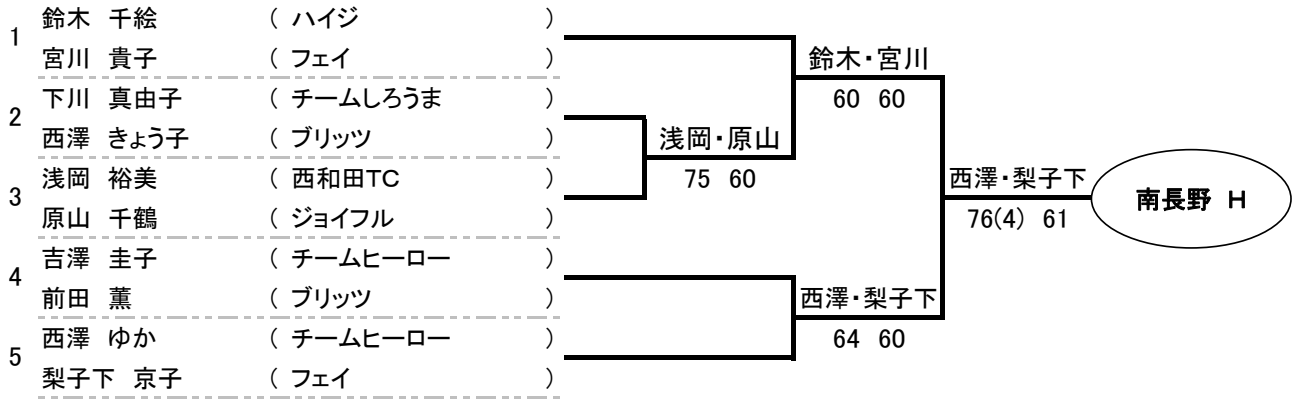 1
鈴木 千絵 ( ハイジ )
宮川 貴子 ( フェイ )
2
下川 真由子 ( チームしろうま )
西澤 きょう子 ( ブリッツ )
3
浅岡 裕美 ( 西和田TC )
原山 千鶴 ( ジョイフル )
4
吉澤 圭子 ( チームヒーロー )
前田 薫 ( ブリッツ )
5
西澤 ゆか ( チームヒーロー )
梨子下 京子 ( フェイ )
浅岡・原山
75 60
鈴木・宮川
60 60
西澤・梨子下
64 60
西澤・梨子下
76(4) 61
南長野 H